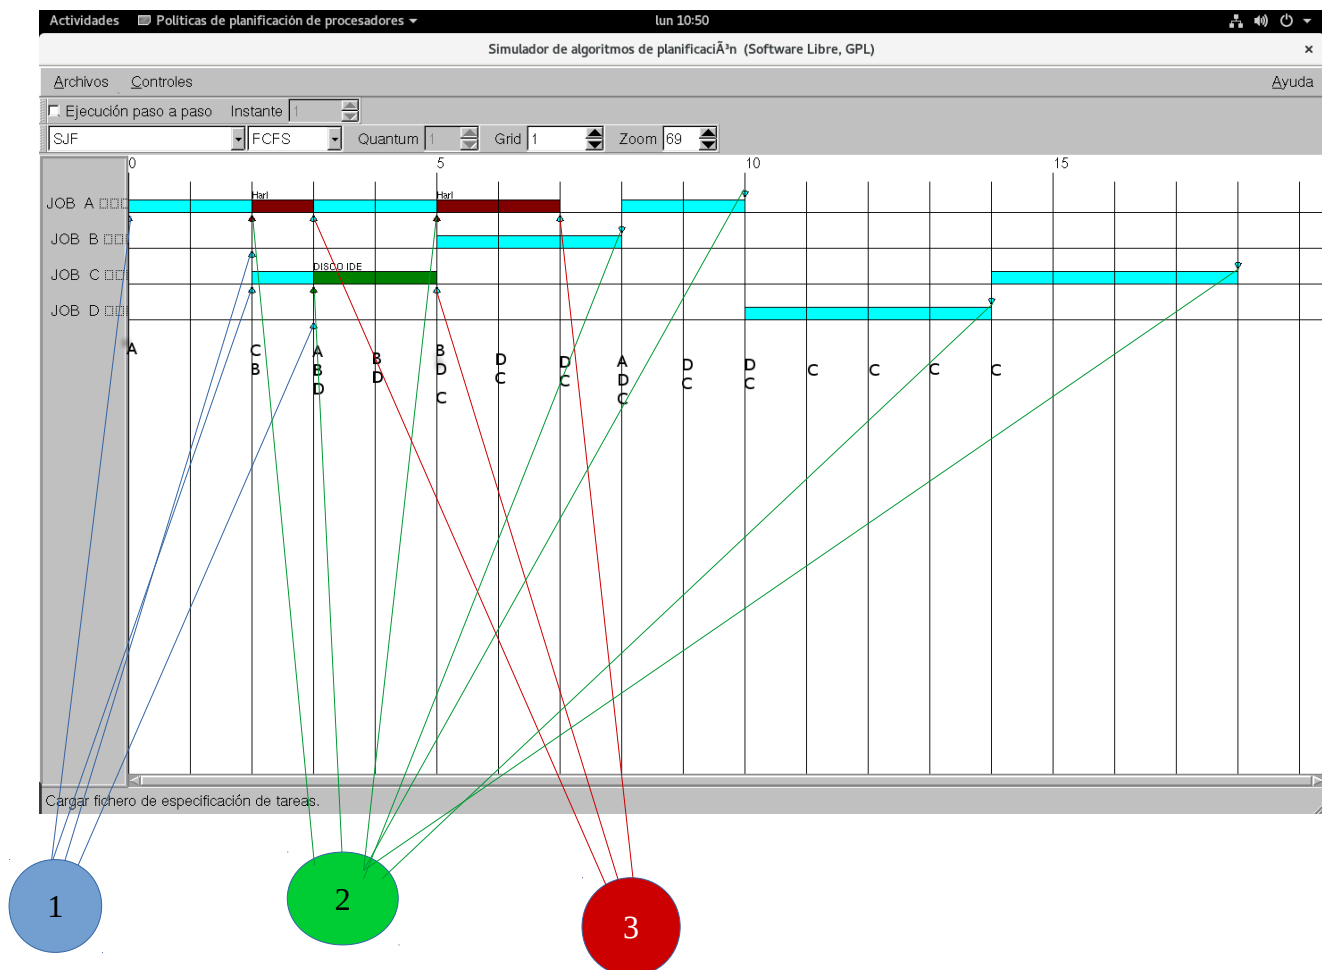 Actividades Políticas de planificación de procesadores lun 10:50
Simulador de algoritmos de planificaciÃ³n (Software Libre, GPL) ×
Archivos Controles Ayuda
Ejecución paso a paso Instante 1
SJF FCFS Quantum 1 Grid 1 Zoom 69
0 5 10 15
Harl Harl
JOB A
JOB B
DISCO IDE
JOB C
JOB D
A C A B B D D A D D C C C C
B B D D C C D C C
D C C
Cargar fichero de especificación de tareas.
1 2 3